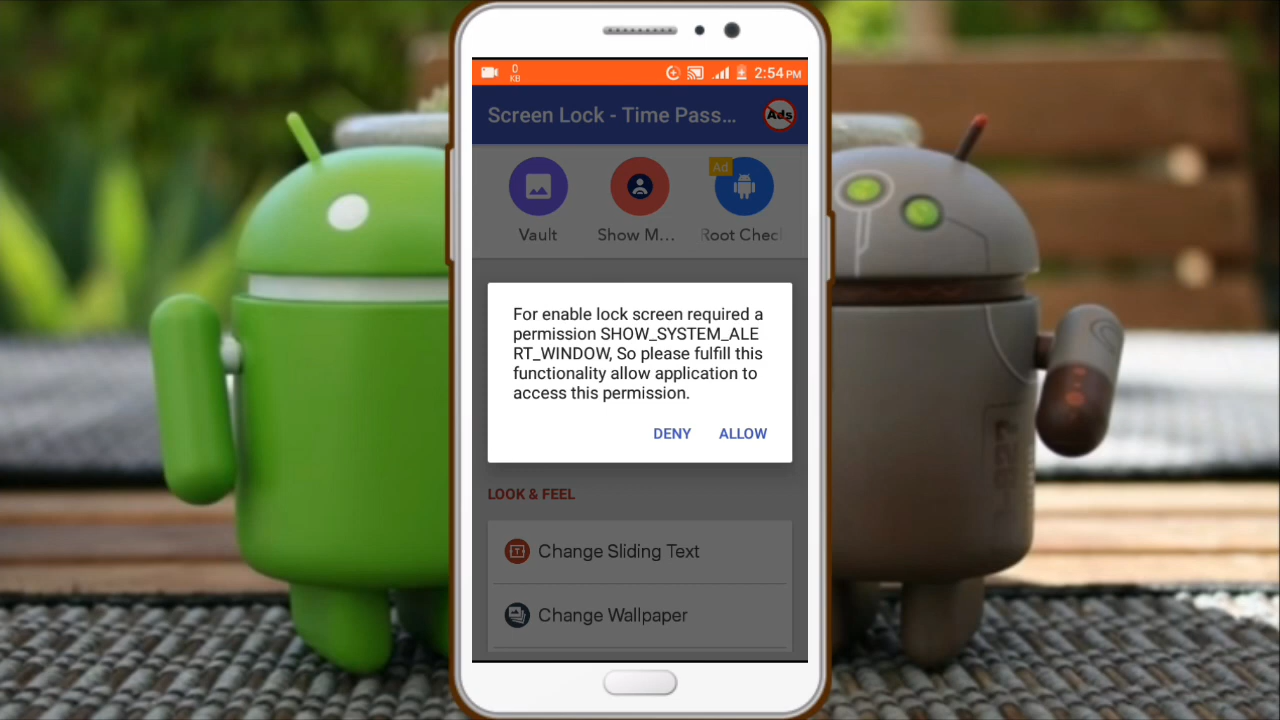 0
KB
2:54 PM
Screen Lock - Time Pass...
Ads
Ad
Vault
Show M...
Root Chec
For enable lock screen required a
permission SHOW_SYSTEM_ALE
RT_WINDOW, So please fulfill this
functionality allow application to
access this permission.
DENY
ALLOW
LOOK & FEEL
Change Sliding Text
Change Wallpaper